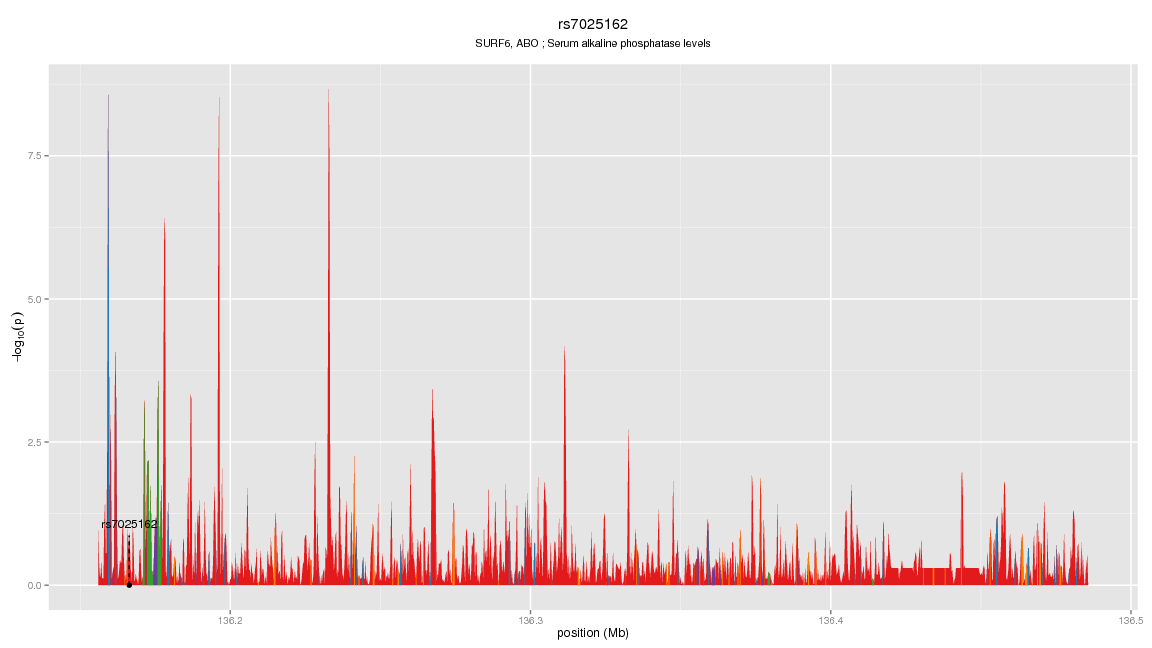 rs7025162
SURF6, ABO ; Serum alkaline phosphatase levels
−log10(p)
7.5
5.0
2.5
0.0
rs7025162
136.2
136.3
136.4
136.5
position (Mb)